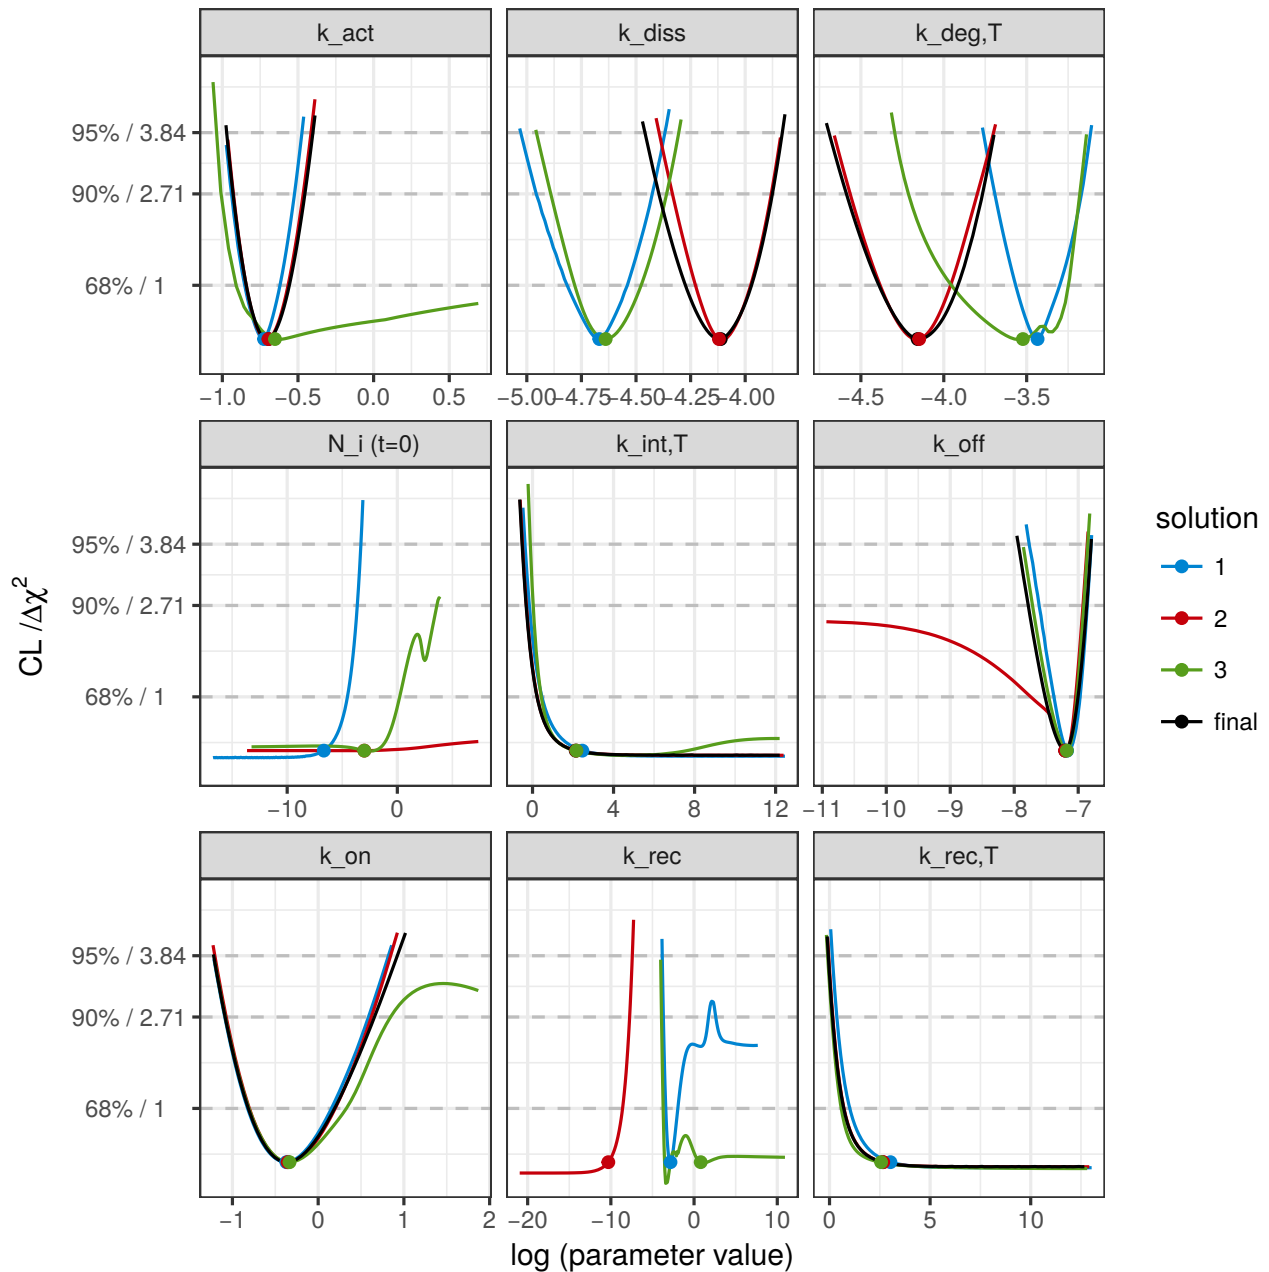 k_act k_diss k_deg,T
95% / 3.84
90% / 2.71
68% / 1
−1.0 −0.5 0.0 0.5 −5.00 −4.75 −4.50 −4.25 −4.00 −4.5 −4.0 −3.5
N_i (t=0) k_int,T k_off
95% / 3.84
90% / 2.71
68% / 1
−10 0 0 4 8 12 −11 −10 −9 −8 −7
k_on k_rec k_rec,T
95% / 3.84
90% / 2.71
68% / 1
−1 0 1 2 −20 −10 0 10 0 5 10
log (parameter value)
CL /Δχ²
solution
1
2
3
final